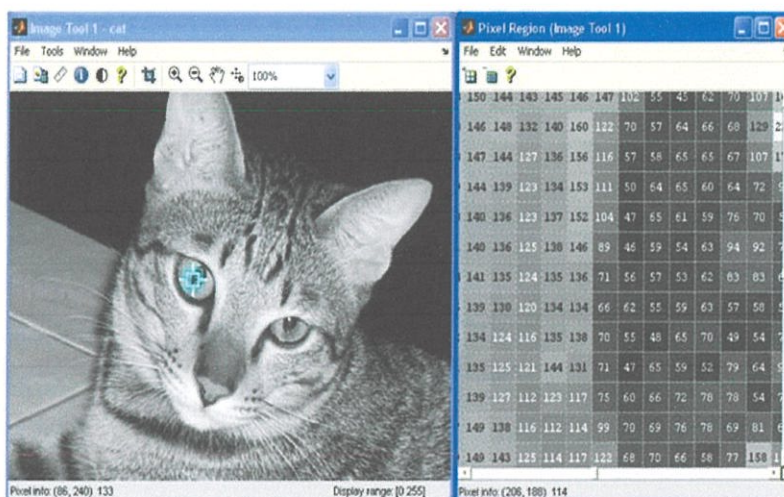 Image Tool 1 - cat
File Tools Window Help
100%
Pixel info: (86, 240) 133
Display range: [0 255]
Pixel Region (Image Tool 1)
File Edit Window Help
150 144 143 145 146 147 102 55 45 62 70 107
146 148 132 140 160 122 70 57 64 66 68 129
147 144 127 136 156 116 57 58 65 65 67 107
144 139 123 134 153 111 50 64 65 60 64 72
140 136 123 137 152 104 47 65 61 59 76 70
140 136 125 138 146 89 46 59 54 63 94 92
141 135 124 135 136 71 56 57 53 62 83 83
139 130 120 134 134 66 62 55 59 63 57 58
134 124 116 135 138 70 55 48 65 70 49 54
135 125 121 144 131 71 47 65 59 52 79 64
139 127 112 123 117 75 60 66 72 78 78 54
149 138 116 112 114 99 70 69 76 78 69 81
149 143 125 114 117 122 68 70 66 58 77 158
Pixel info: (206, 188) 114